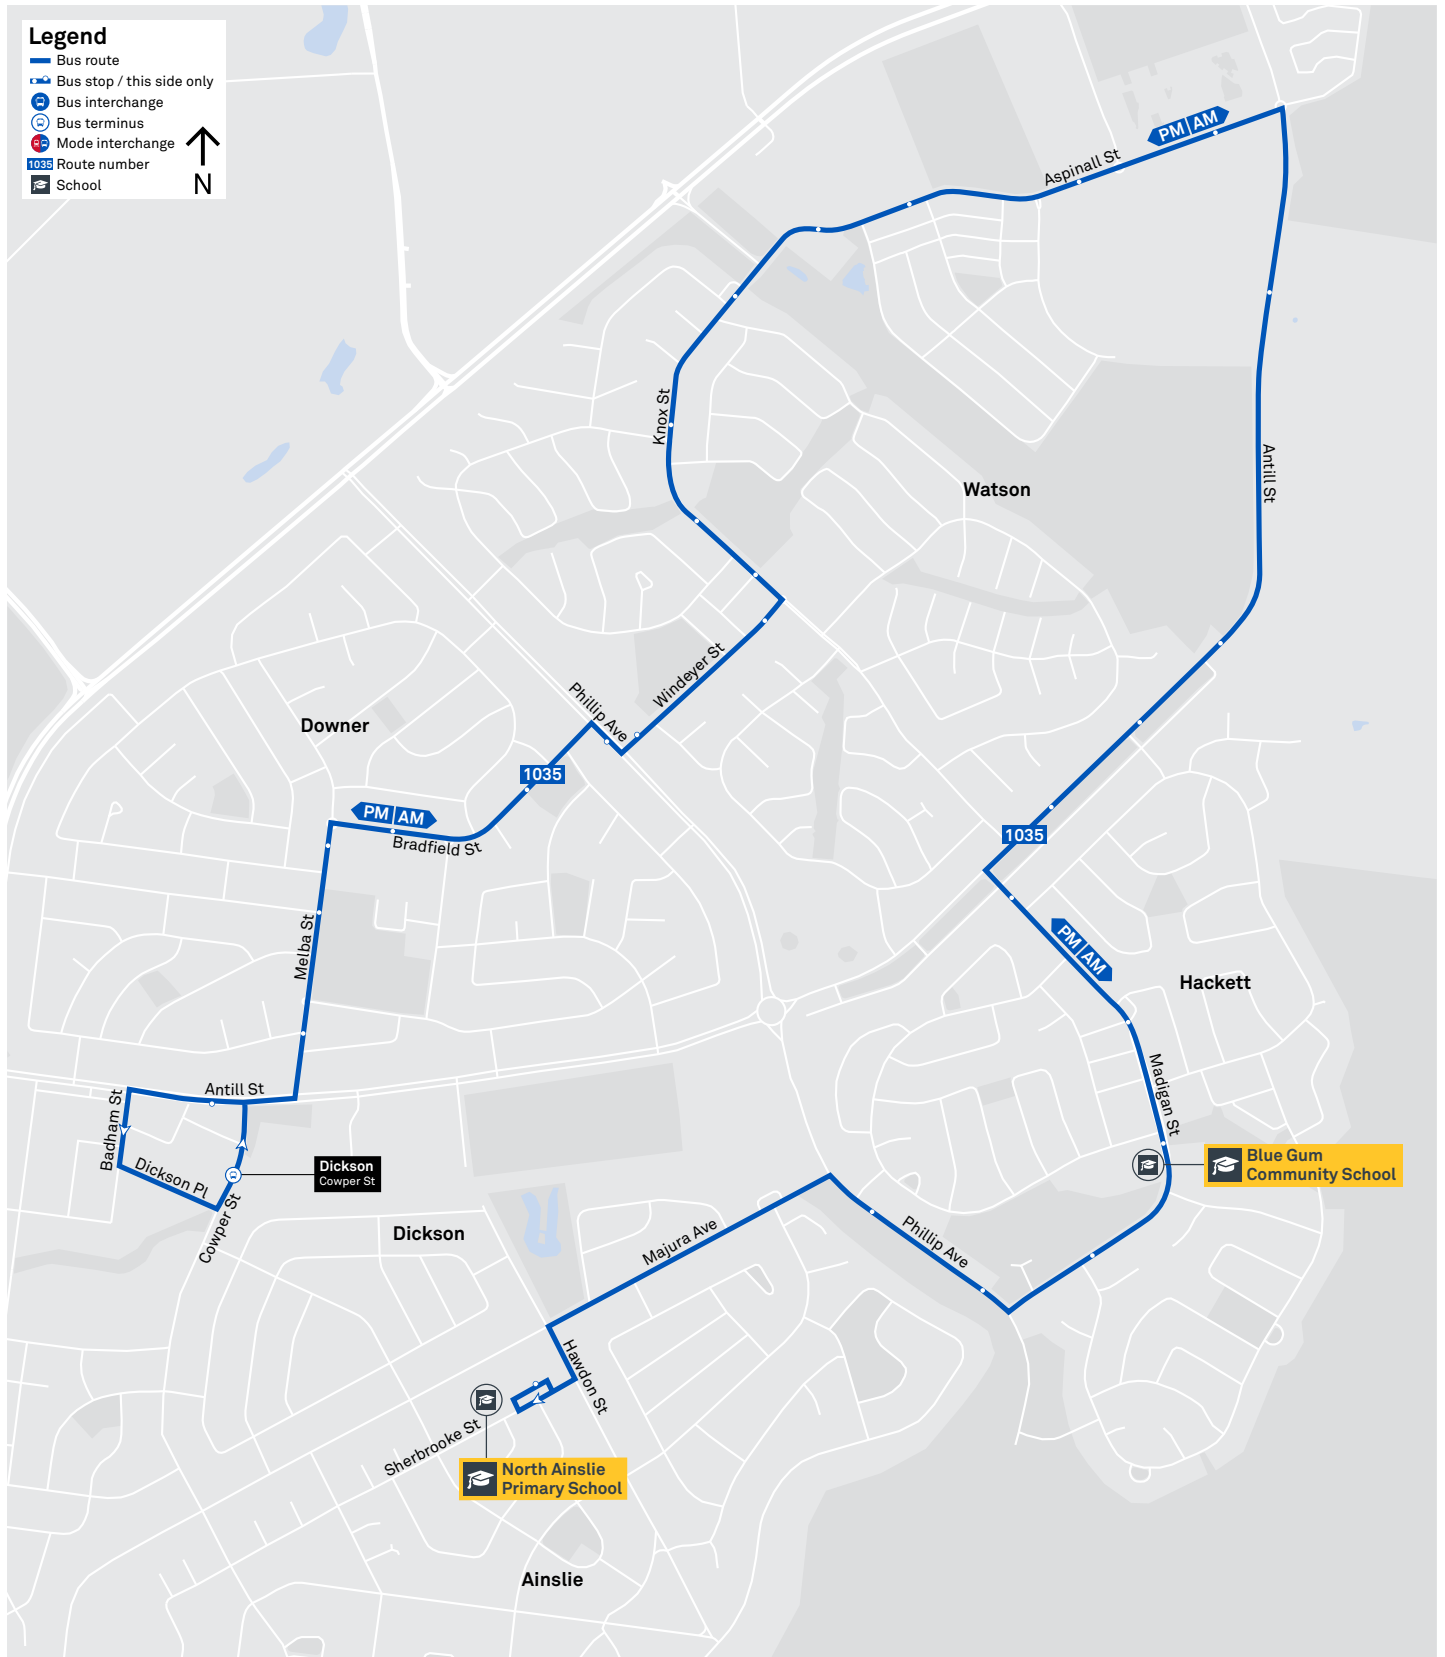 Legend
Bus route
Bus stop / this side only
Bus interchange
Bus terminus
Mode interchange
1035 Route number
School
N
PM AM
Aspinall St
Knox St
Watson
Antill St
Windeyer St
Phillip Ave
Downer
1035
PM AM
Bradfield St
1035
Melba St
PM AM
Hackett
Madigan St
Antill St
Badham St
Dickson Pl
Cowper St
Dickson
Cowper St
Blue Gum
Community School
Dickson
Majura Ave
Phillip Ave
Hawdon St
Sherbrooke St
North Ainslie
Primary School
Ainslie